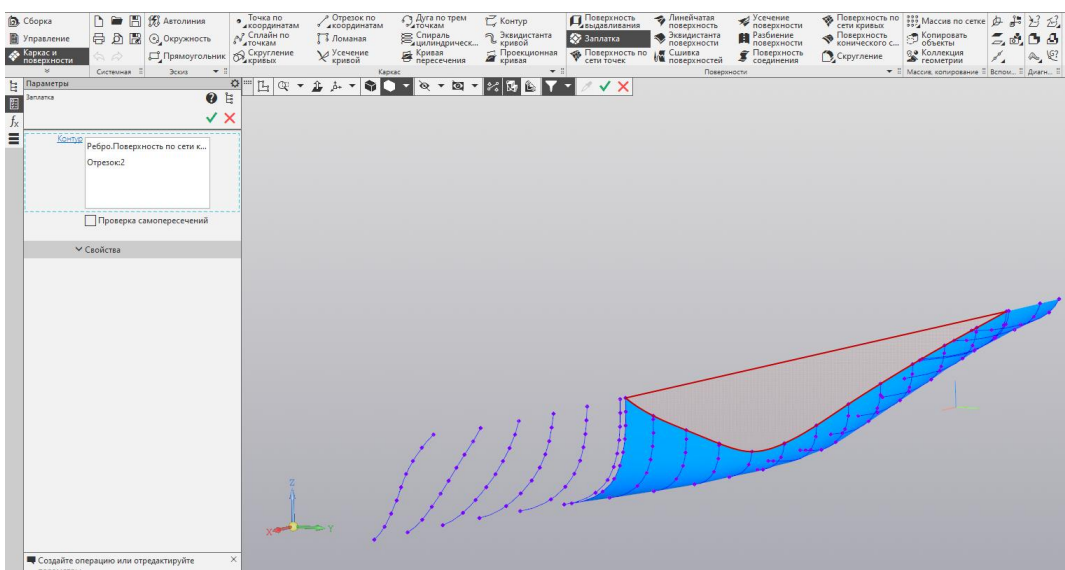 Сборка
Управление
Каркас и
поверхности
Системная
Автолиния
Окружность
Прямоугольник
Эскиз
Точка по
координатам
Сплайн по
точкам
Скругление
кривых
Отрезок по
координатам
Ломаная
Усечение
кривой
Дуга по трем
точкам
Спираль
цилиндрическ...
Кривая
пересечения
Контур
Эквидистанта
кривой
Проекционная
кривая
Каркас
Поверхность
выдавливания
Заплатка
Поверхность по
сети точек
Линейчатая
поверхность
Эквидистанта
поверхности
Сшивка
поверхностей
Усечение
поверхности
Разбиение
поверхности
Поверхность
соединения
Поверхность по
сети кривых
Поверхность
конического с...
Скругление
Поверхности
Массив по сетке
Копировать
объекты
Коллекция
геометрии
Массив, копирование
Вспом...
Диагн...
Параметры
Заплатка
Контур
Ребро.Поверхность по сети к...
Отрезок:2
Проверка самопересечений
Свойства
Создайте операцию или отредактируйте
Z
X
Y